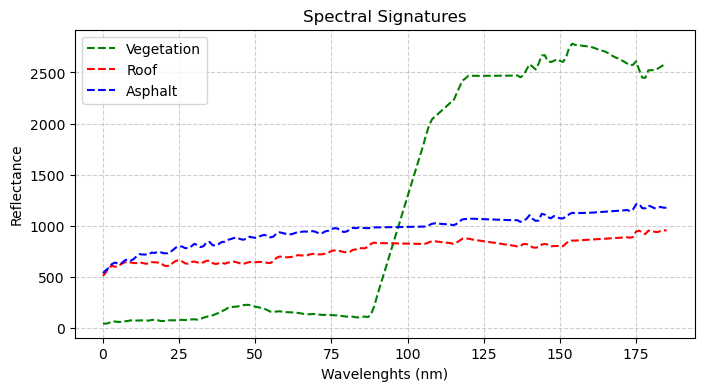 Spectral Signatures
Vegetation
Roof
Asphalt
Reflectance
2500
2000
1500
1000
500
0
0 25 50 75 100 125 150 175
Wavelenghts (nm)